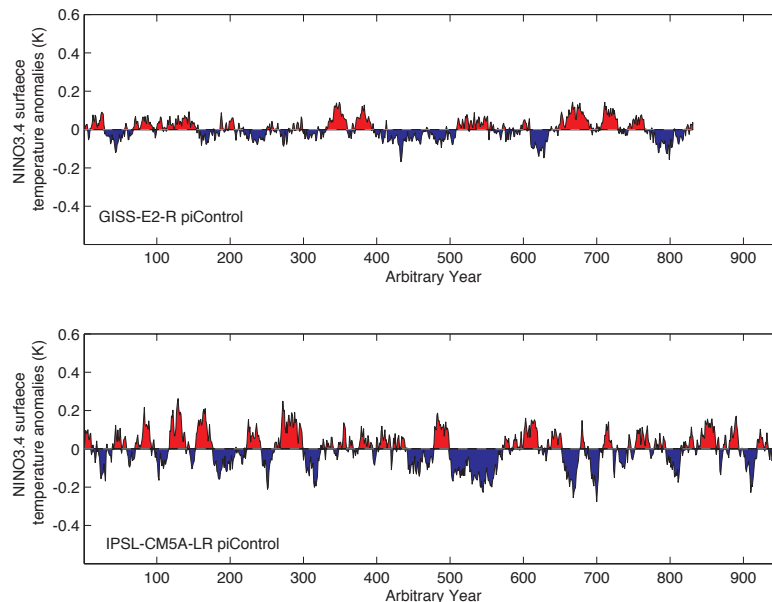 NINO3.4 surfaece
temperature anomalies (K)
0.6
0.4
0.2
0
-0.2
-0.4
GISS-E2-R piControl
100 200 300 400 500 600 700 800 900
Arbitrary Year
NINO3.4 surfaece
temperature anomalies (K)
0.6
0.4
0.2
0
-0.2
-0.4
IPSL-CM5A-LR piControl
100 200 300 400 500 600 700 800 900
Arbitrary Year